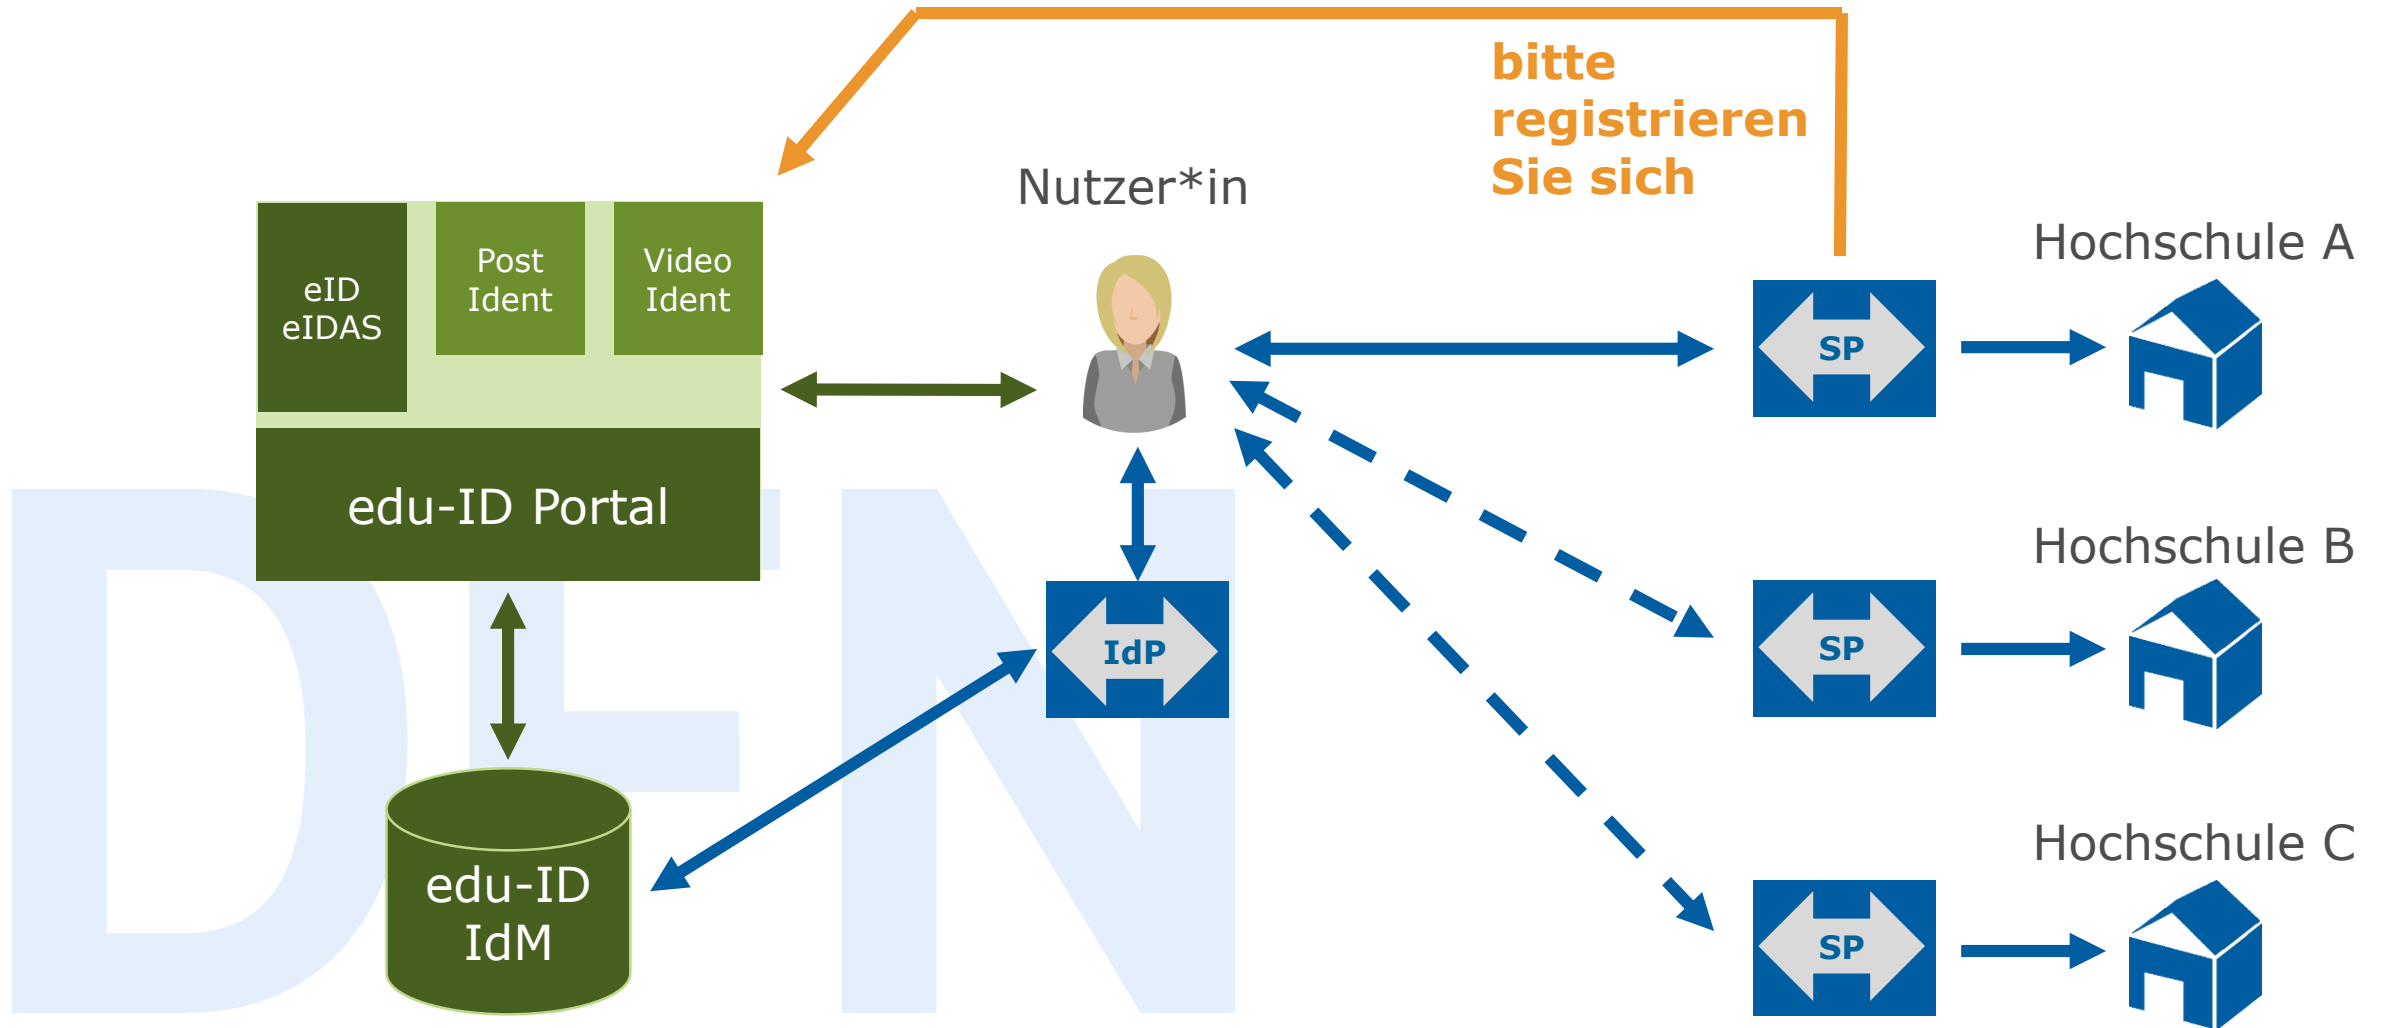 bitte
registrieren
Sie sich
Nutzer*in
Hochschule A
eID
eIDAS
Post
Ident
Video
Ident
SP
edu-ID Portal
Hochschule B
IdP
SP
Hochschule C
edu-ID
IdM
SP
DFN